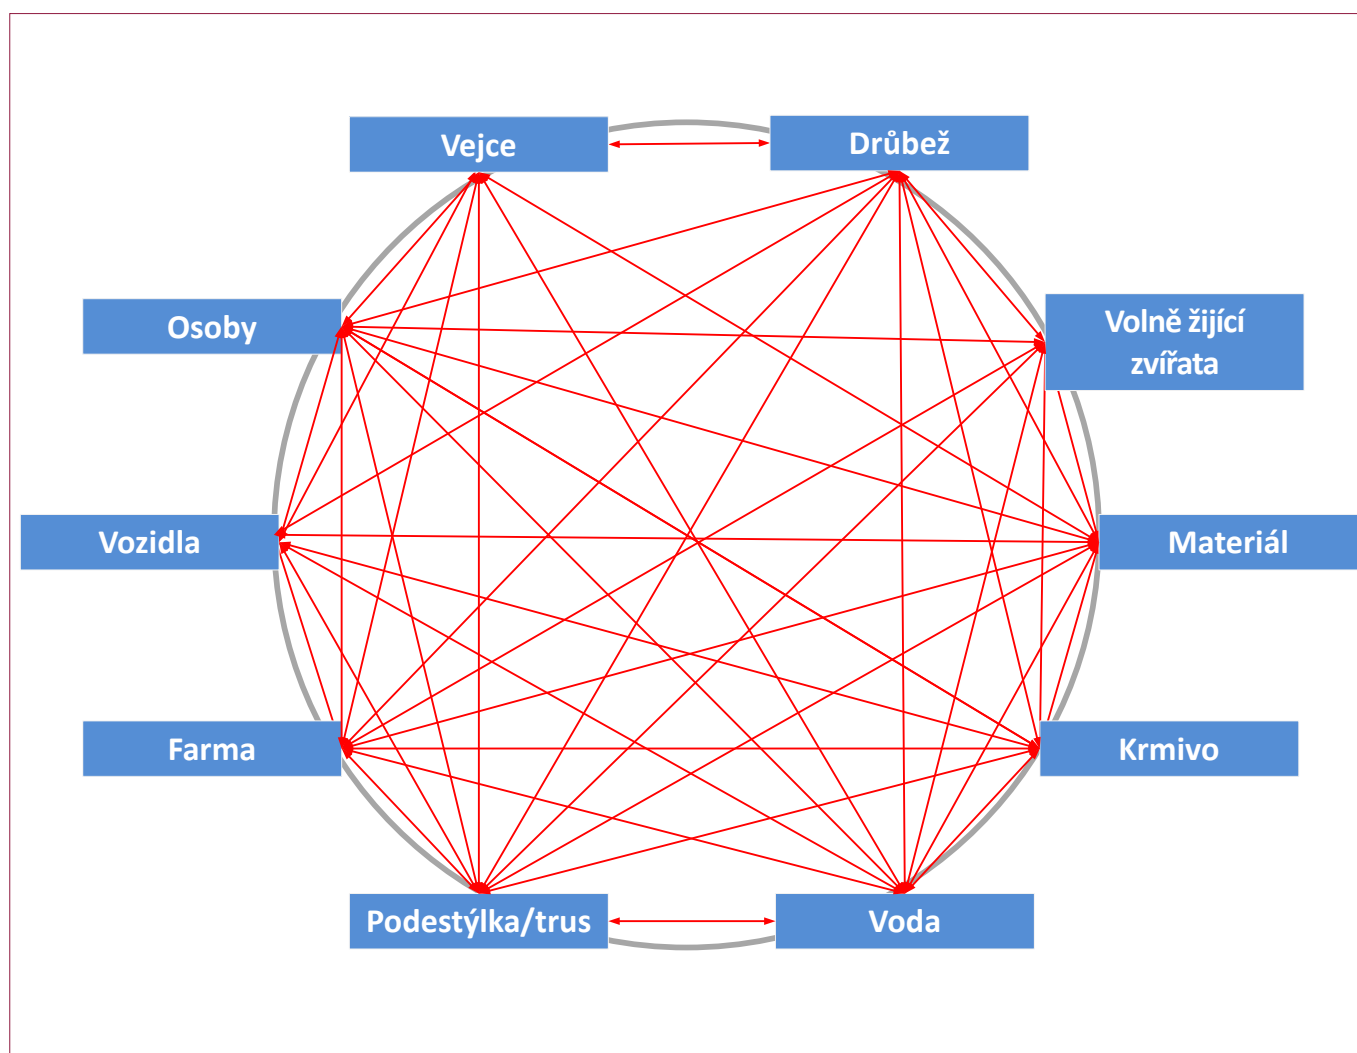 Vejce
Drůbež
Osoby
Volně žijící
zvířata
Vozidla
Materiál
Farma
Krmivo
Podestýlka/trus
Voda